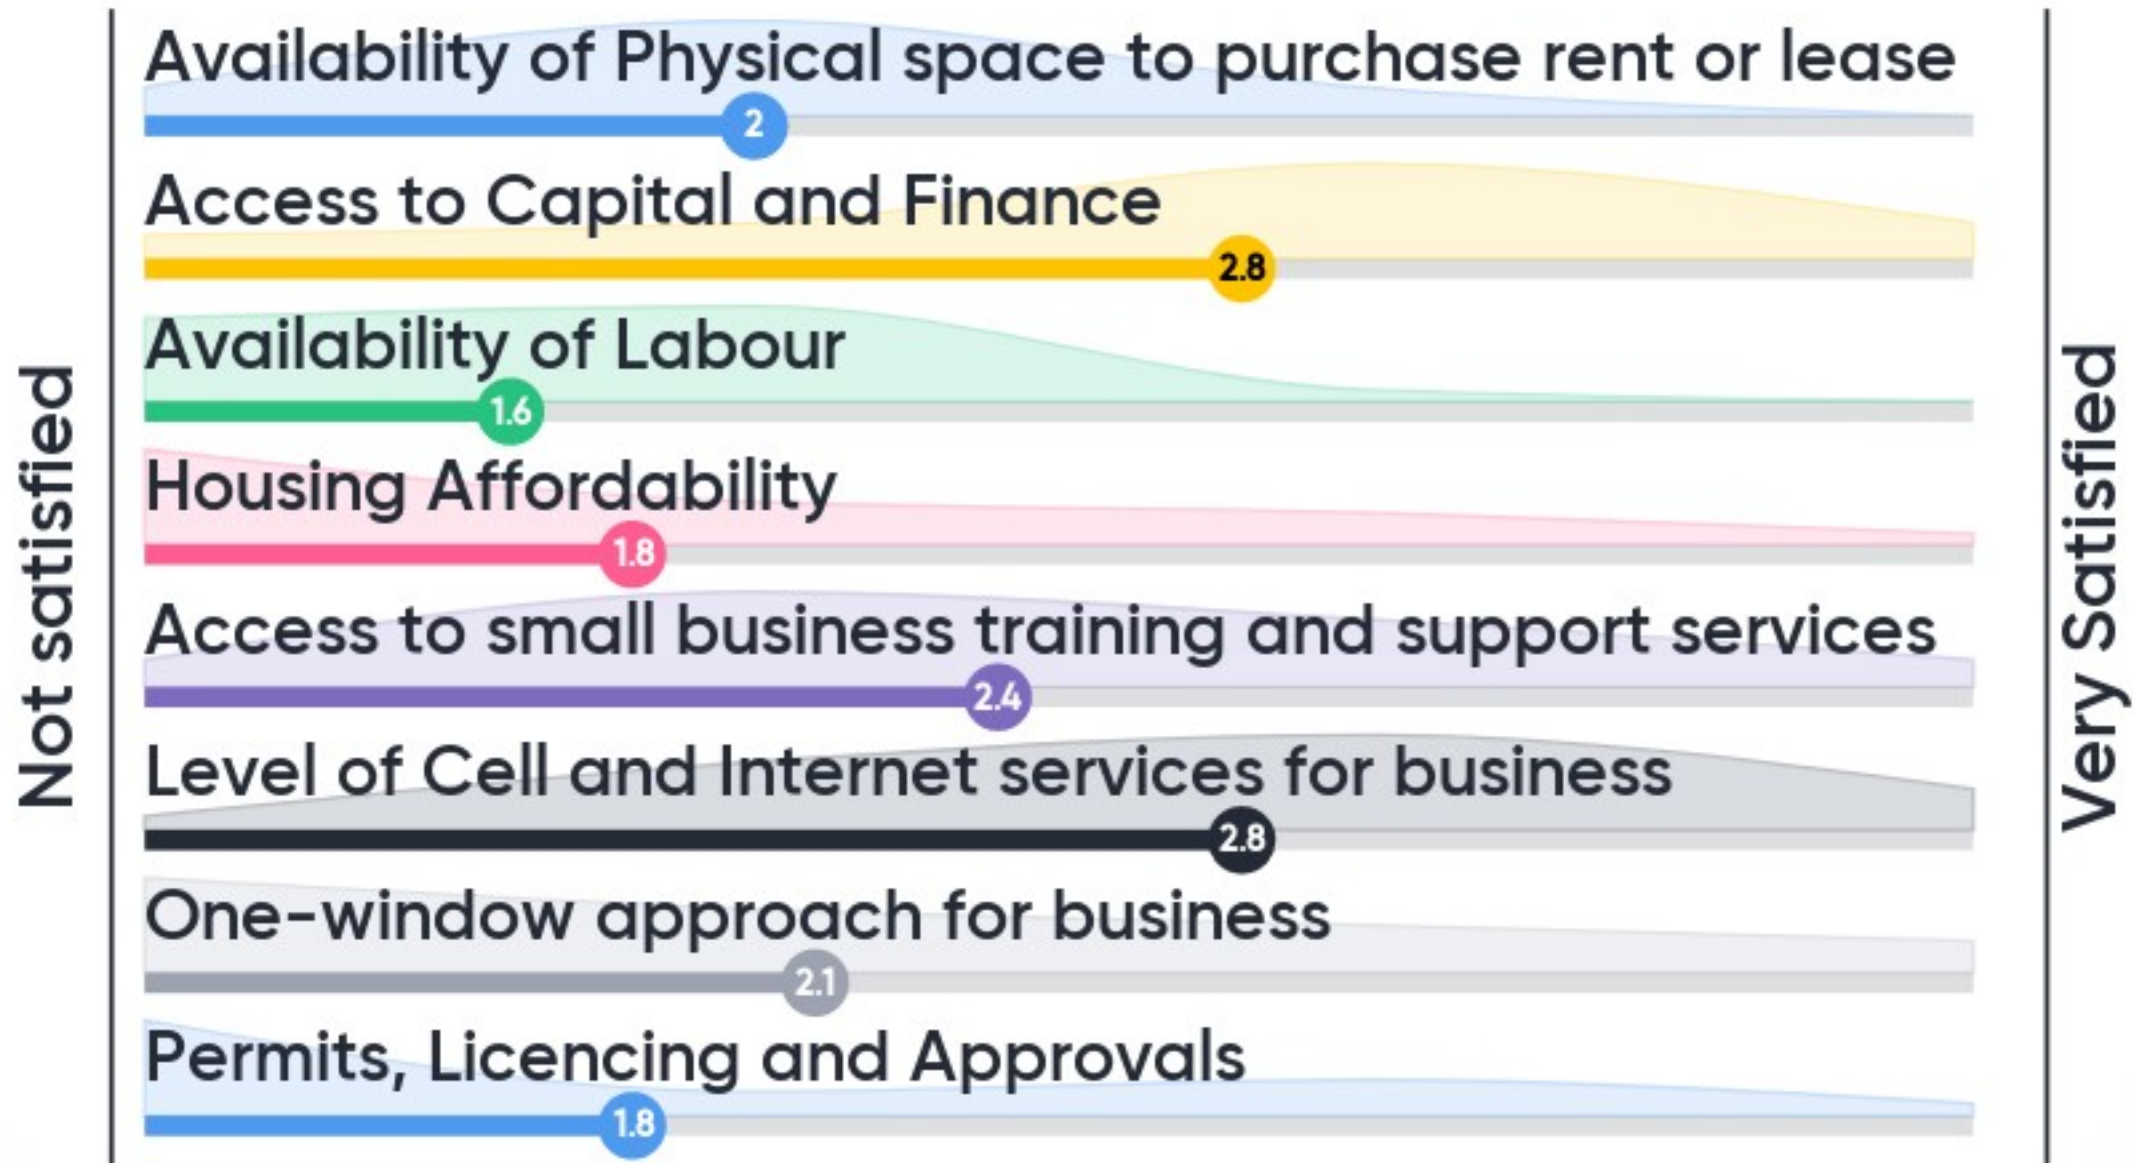 Availability of Physical space to purchase rent or lease
2
Access to Capital and Finance
2.8
Availability of Labour
1.6
Housing Affordability
1.8
Access to small business training and support services
2.4
Level of Cell and Internet services for business
2.8
One-window approach for business
2.1
Permits, Licencing and Approvals
1.8
Not satisfied
Very Satisfied